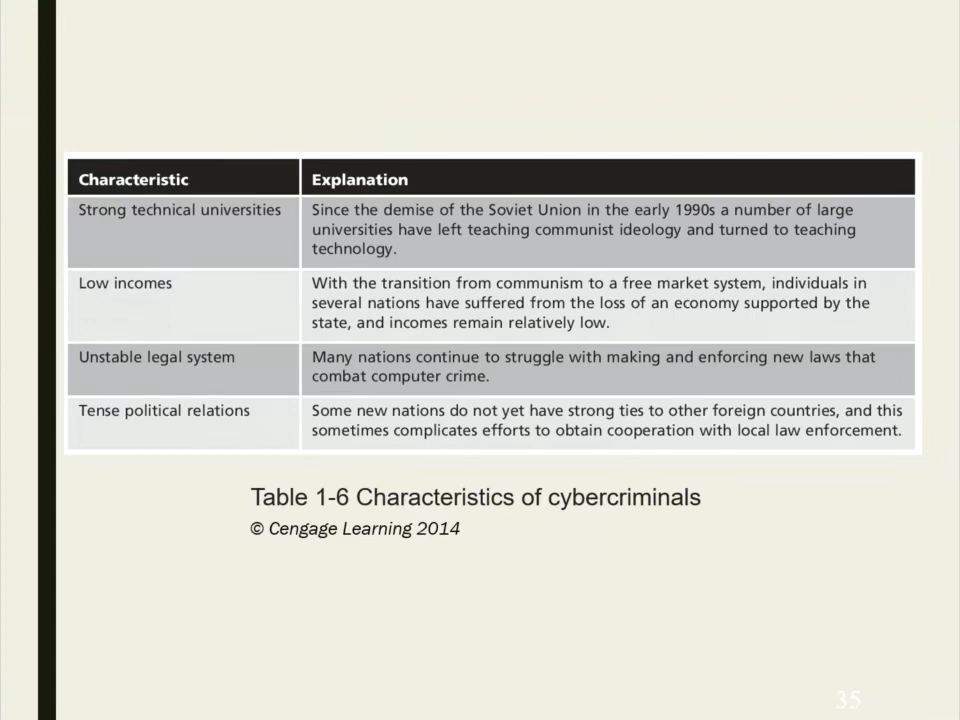 Characteristic Explanation
Strong technical universities Since the demise of the Soviet Union in the early 1990s a number of large
universities have left teaching communist ideology and turned to teaching
technology.
Low incomes With the transition from communism to a free market system, individuals in
several nations have suffered from the loss of an economy supported by the
state, and incomes remain relatively low.
Unstable legal system Many nations continue to struggle with making and enforcing new laws that
combat computer crime.
Tense political relations Some new nations do not yet have strong ties to other foreign countries, and this
sometimes complicates efforts to obtain cooperation with local law enforcement.
Table 1-6 Characteristics of cybercriminals
© Cengage Learning 2014
35